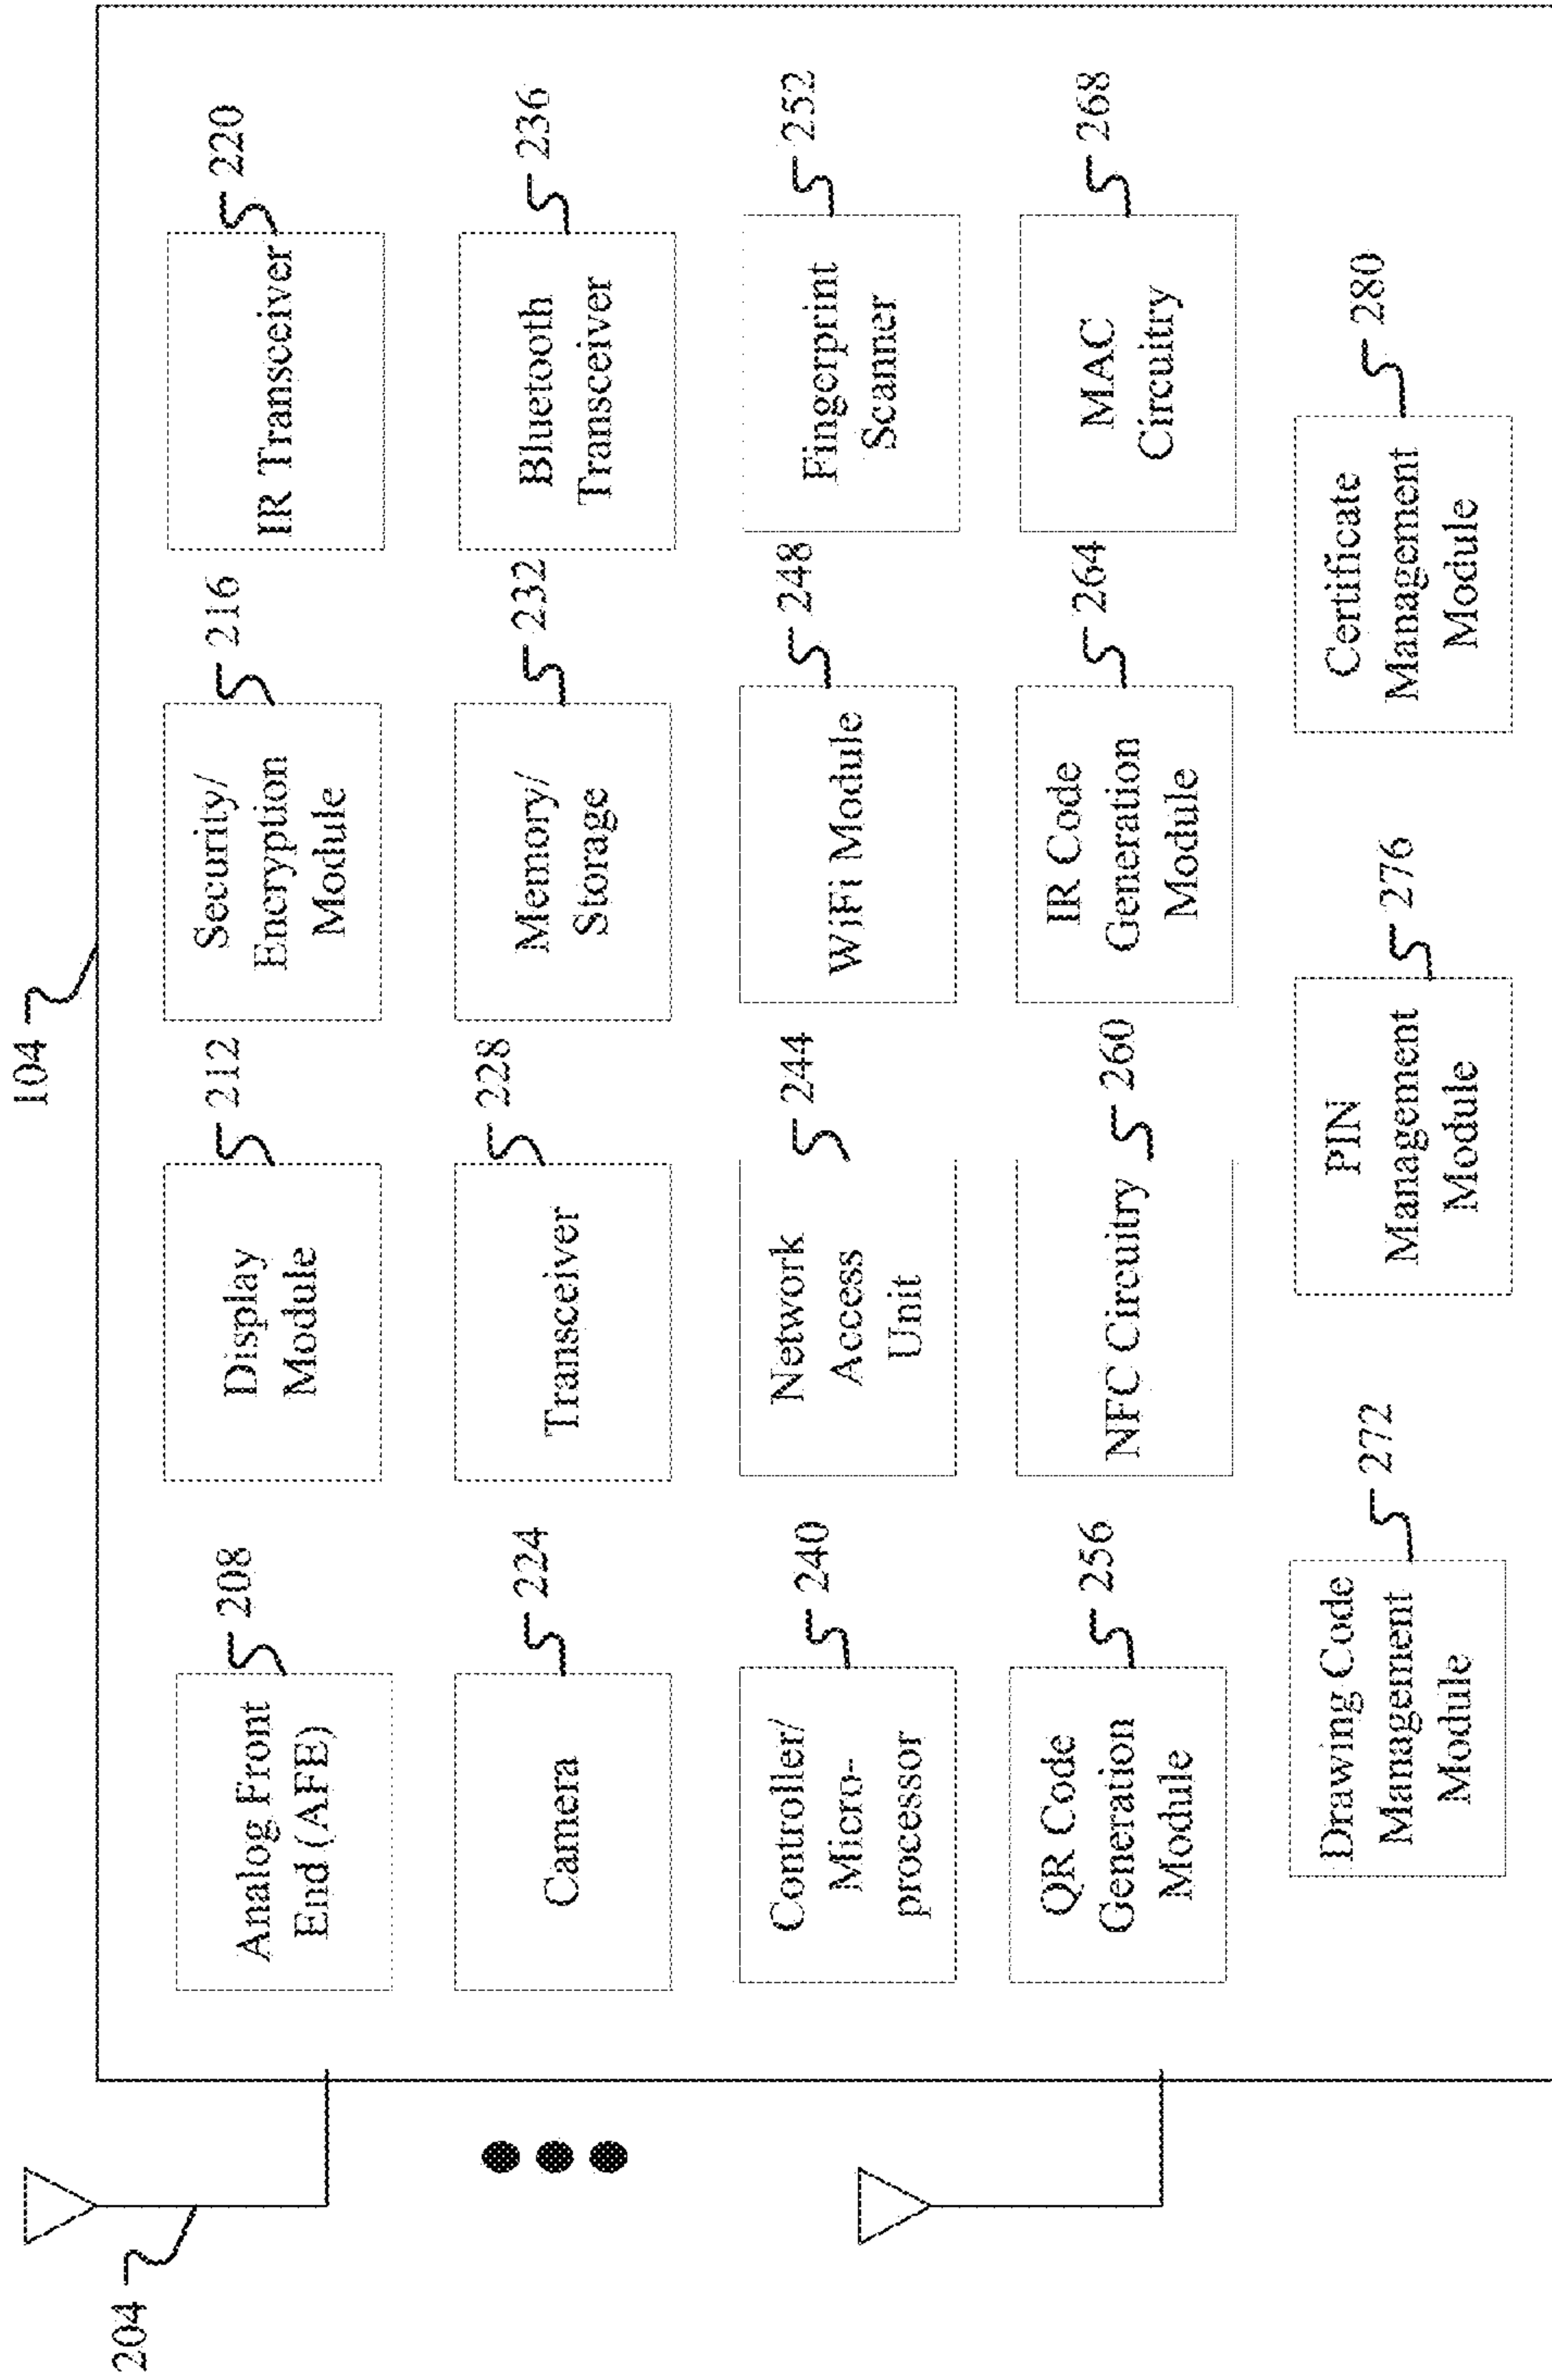 104
204
Analog Front
End (AFE)
208
Display
Module
212
Security/
Encryption
Module
216
IR Transceiver
220
Camera
224
Transceiver
228
Memory/
Storage
232
Bluetooth
Transceiver
236
Controller/
Micro-
processor
240
Network
Access
Unit
244
WiFi Module
248
Fingerprint
Scanner
252
QR Code
Generation
Module
256
NFC Circuitry
260
IR Code
Generation
Module
264
MAC
Circuitry
268
Drawing Code
Management
Module
272
PIN
Management
Module
276
Certificate
Management
Module
280